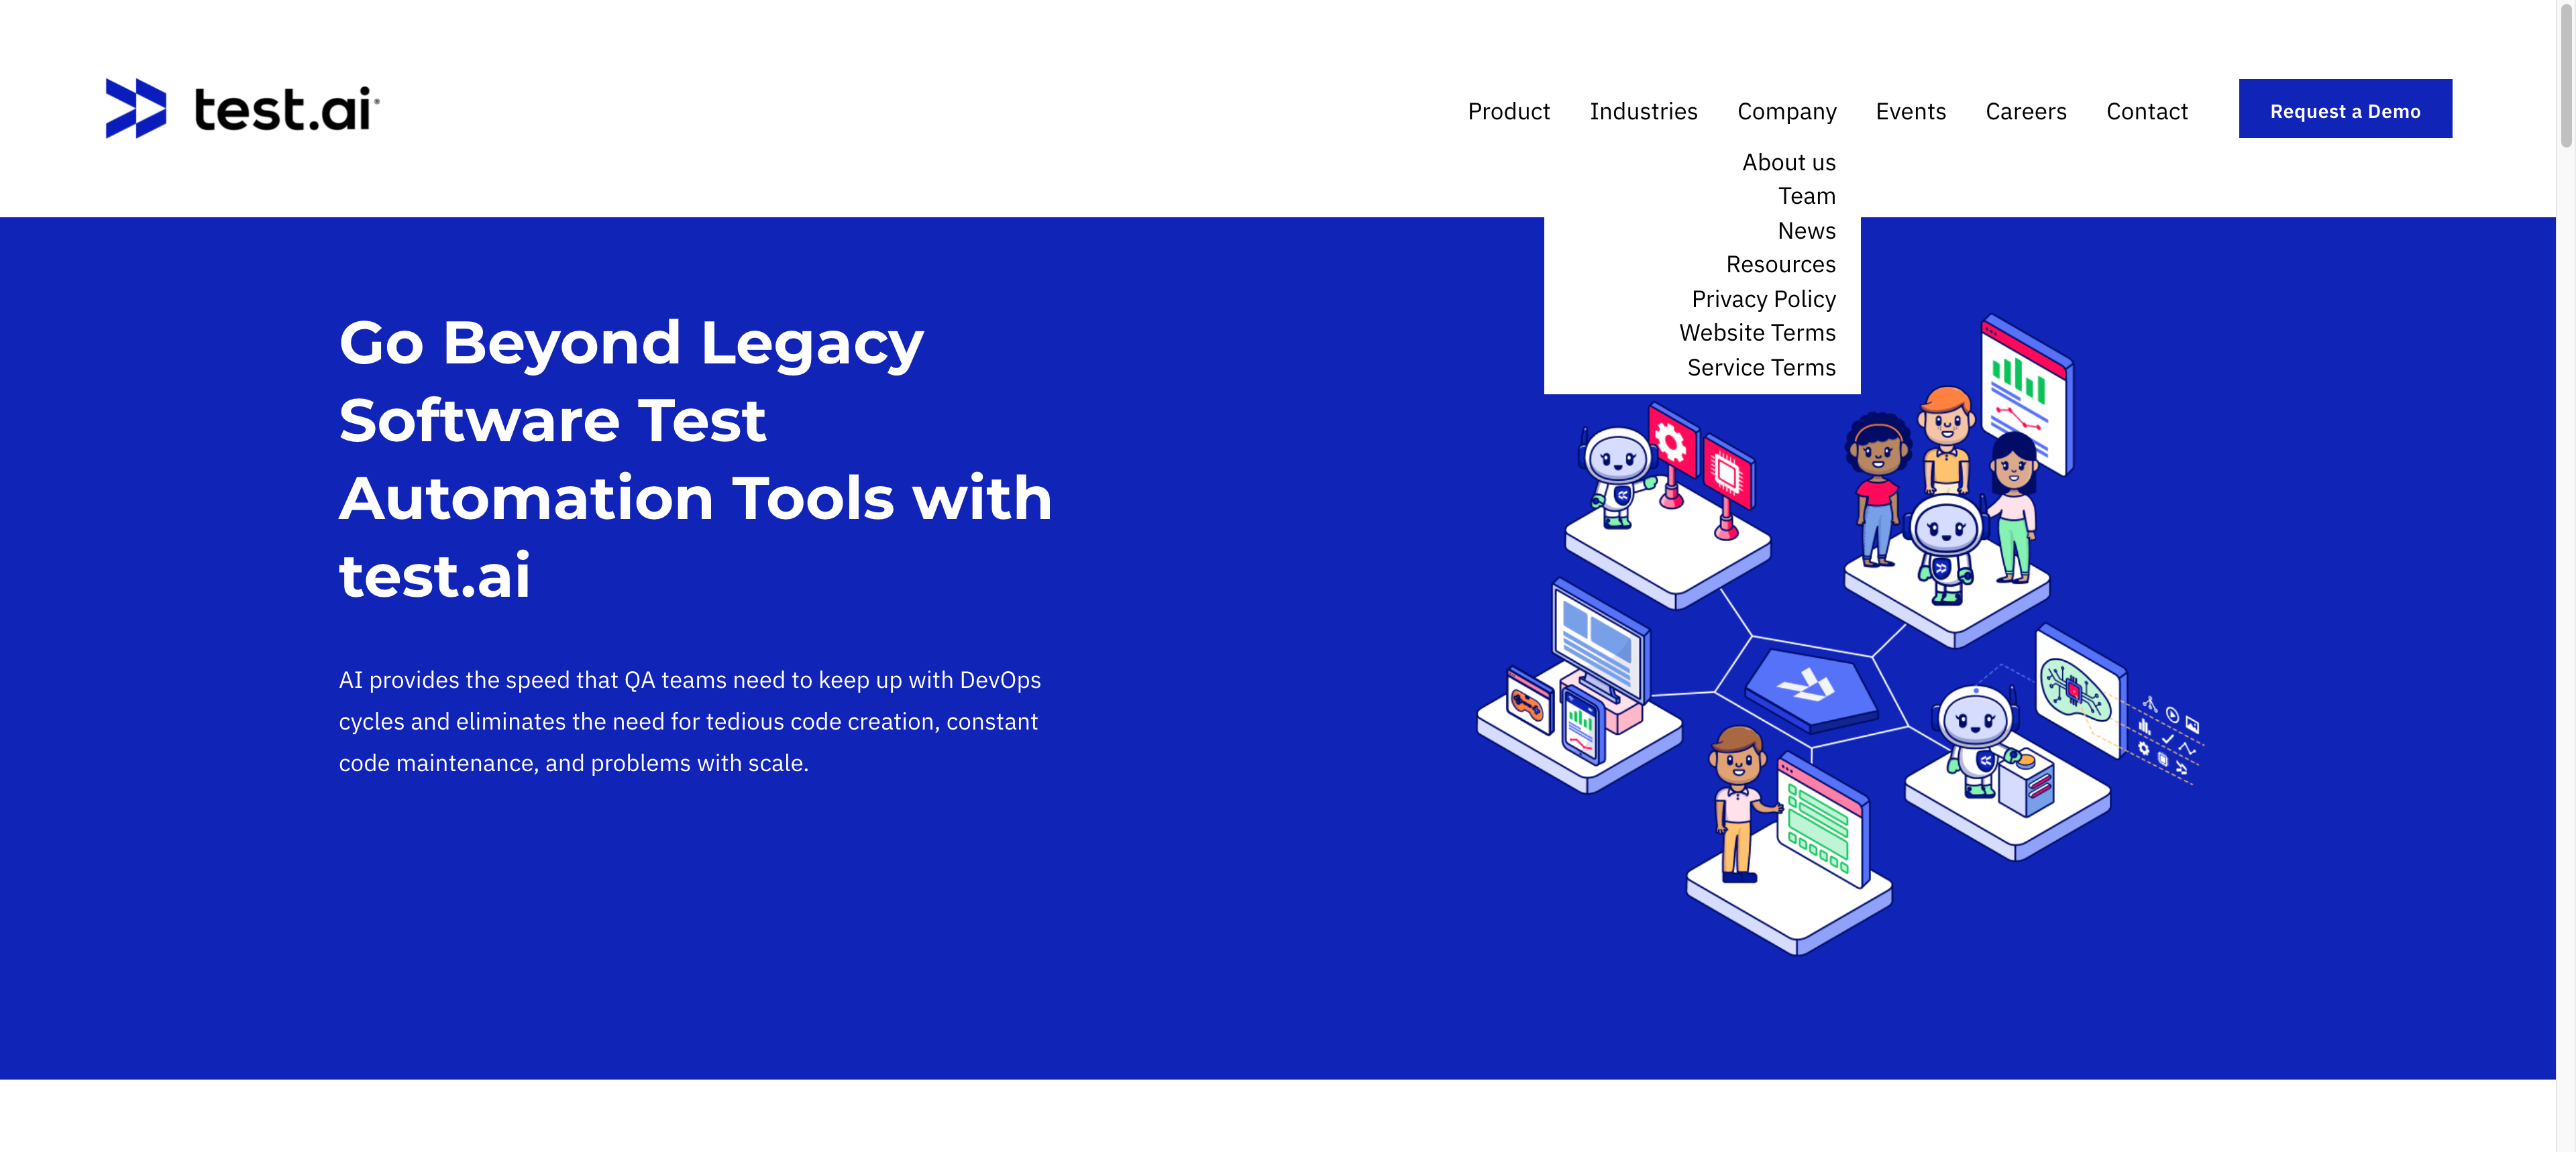 test.ai
Product Industries Company Events Careers Contact Request a Demo
About us
Team
News
Resources
Privacy Policy
Website Terms
Service Terms
Go Beyond Legacy
Software Test
Automation Tools with
test.ai
AI provides the speed that QA teams need to keep up with DevOps
cycles and eliminates the need for tedious code creation, constant
code maintenance, and problems with scale.